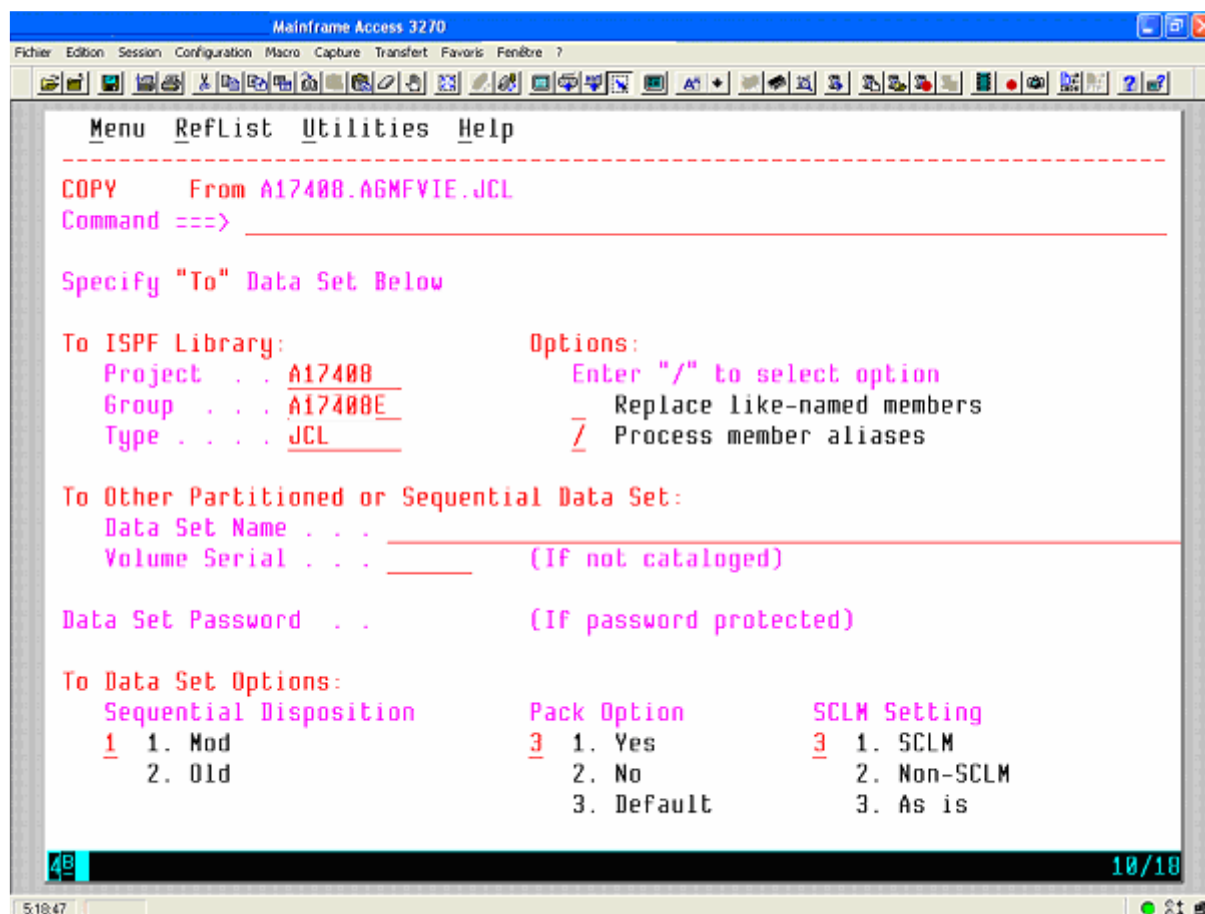 Mainframe Access 3270
Fichier Edition Session Configuration Macro Capture Transfert Favoris Fenêtre ?
Menu RefList Utilities Help
COPY From A17408.AGMFVIE.JCL
Command ===>
Specify "To" Data Set Below
To ISPF Library: Options:
Project . . A17408 Enter "/" to select option
Group . . . A17408E _ Replace like-named members
Type . . . . JCL / Process member aliases
To Other Partitioned or Sequential Data Set:
Data Set Name . . .
Volume Serial . . . (If not cataloged)
Data Set Password . . (If password protected)
To Data Set Options:
Sequential Disposition Pack Option SCLM Setting
1 1. Mod 3 1. Yes 3 1. SCLM
2. Old 2. No 2. Non-SCLM
3. Default 3. As is
4B 10/18
5:18:47